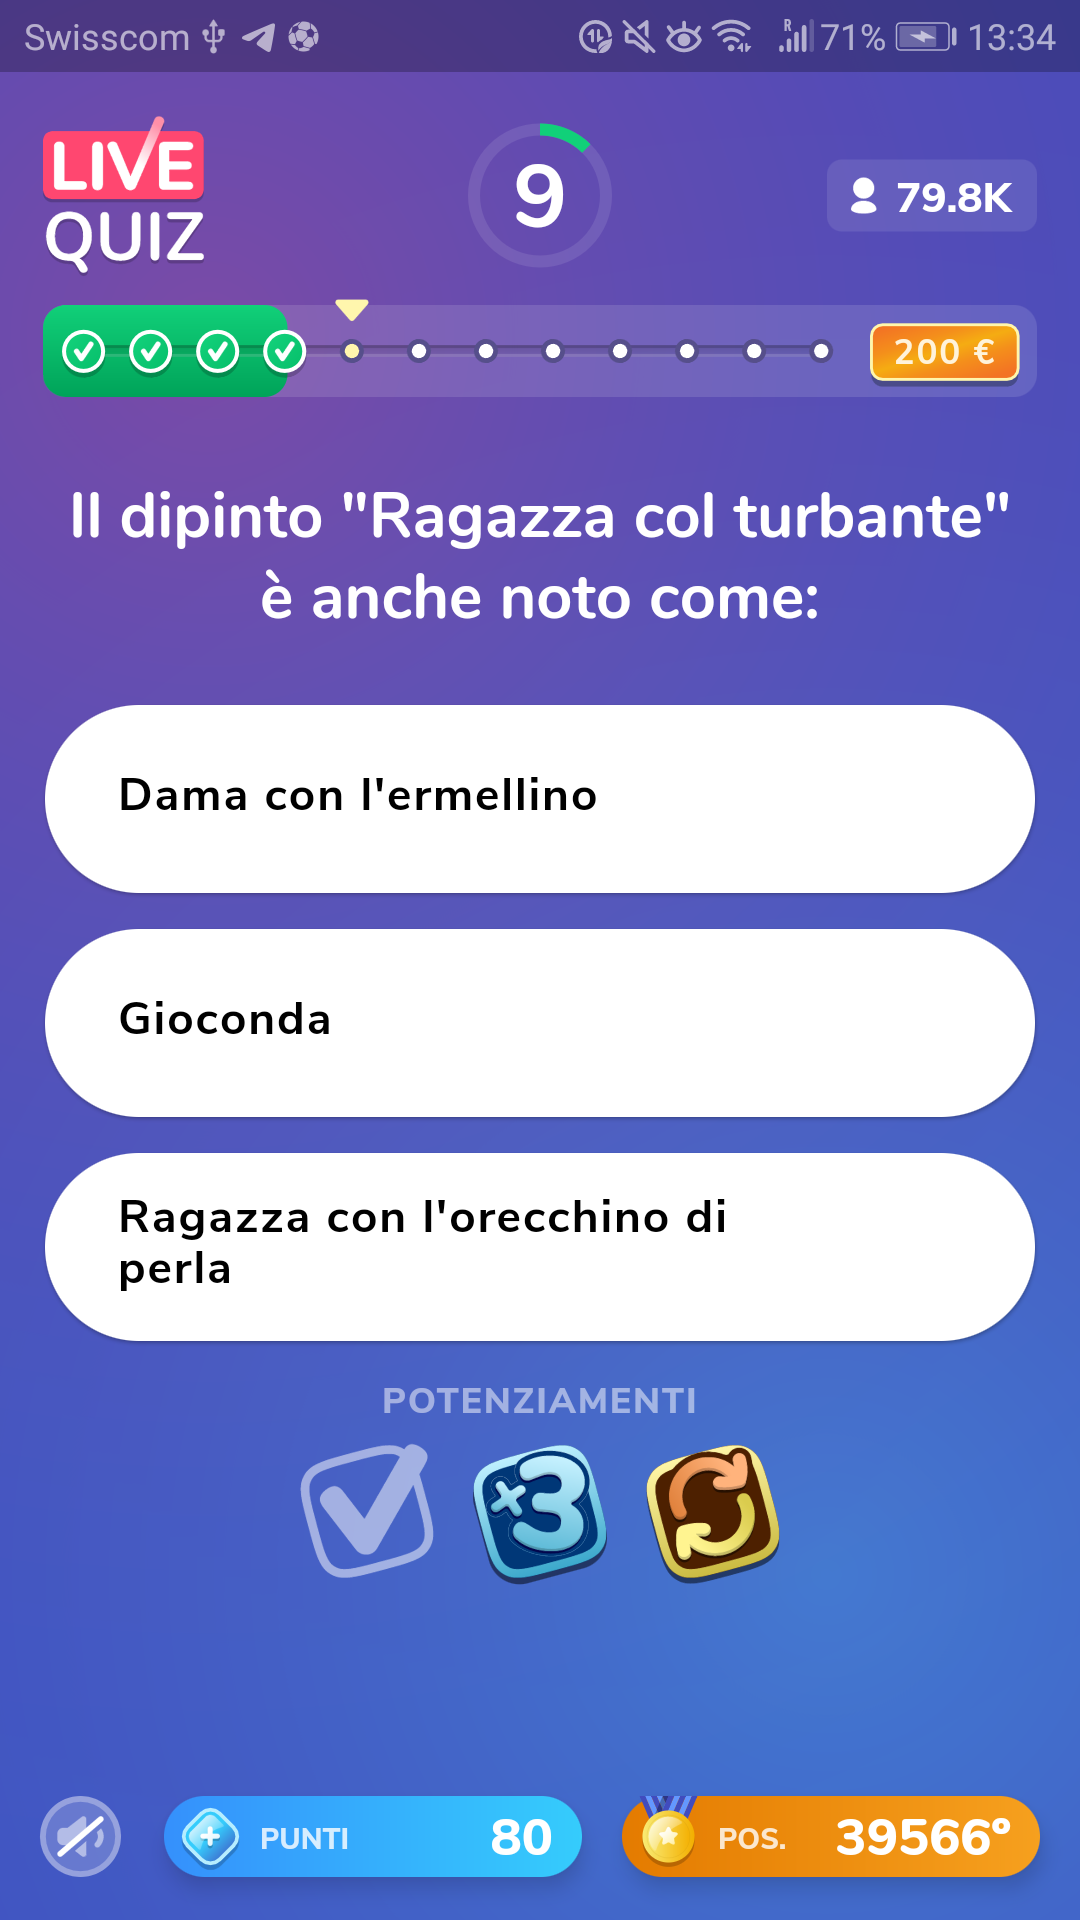 Swisscom
71%
13:34
LIVE
QUIZ
9
79.8K
200 €
Il dipinto "Ragazza col turbante"
è anche noto come:
Dama con l'ermellino
Gioconda
Ragazza con l'orecchino di
perla
POTENZIAMENTI
×3
PUNTI
80
POS.
39566º